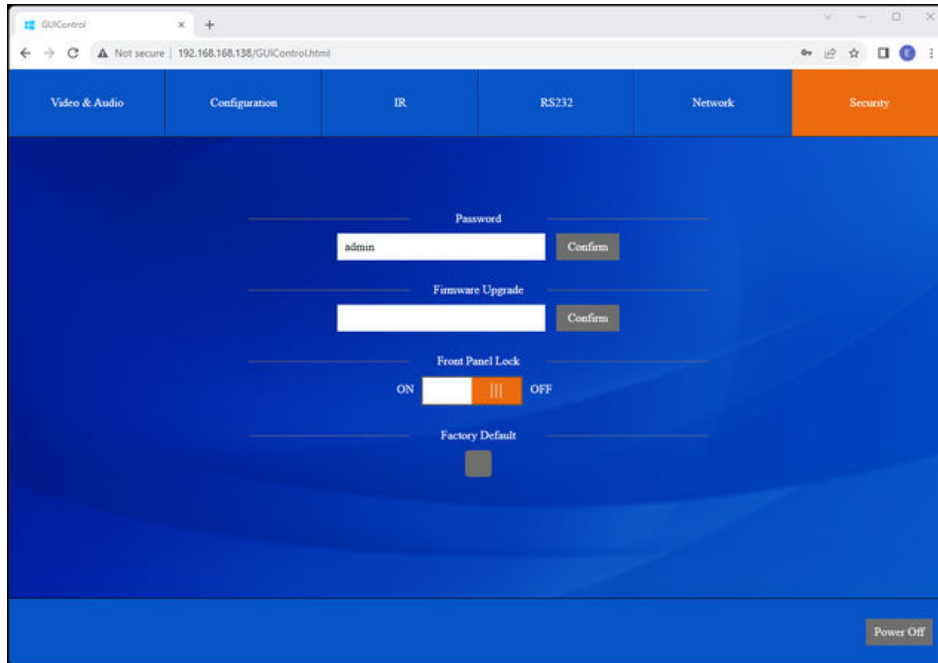 GUIControl
Not secure | 192.168.168.138/GUIControl.html
E
Video & Audio
Configuration
IR
RS232
Network
Security
Password
admin
Confirm
Firmware Upgrade
Confirm
Front Panel Lock
ON
OFF
Factory Default
Power Off